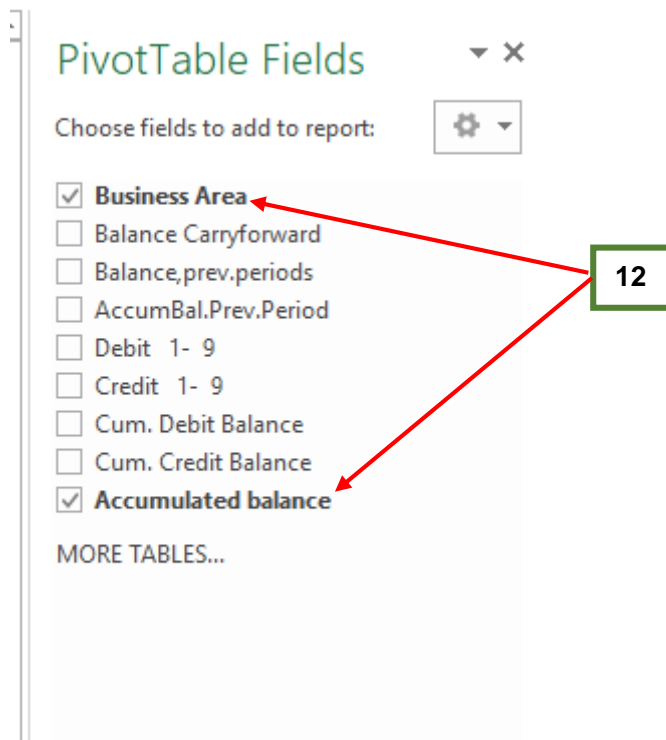 PivotTable Fields
Choose fields to add to report:
Business Area
Balance Carryforward
Balance,prev.periods
AccumBal.Prev.Period
Debit  1-  9
Credit  1-  9
Cum. Debit Balance
Cum. Credit Balance
Accumulated balance
MORE TABLES...
12